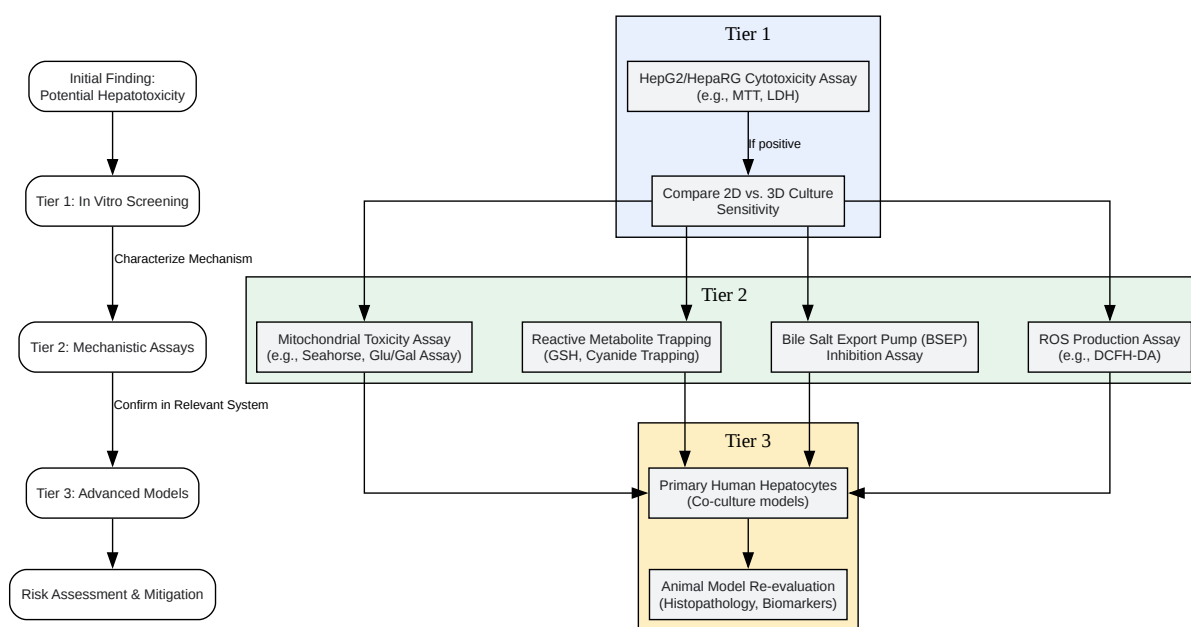 Initial Finding:
Potential Hepatotoxicity
Tier 1: In Vitro Screening
Characterize Mechanism
Tier 2: Mechanistic Assays
Confirm in Relevant System
Tier 3: Advanced Models
Risk Assessment & Mitigation
Tier 1
HepG2/HepaRG Cytotoxicity Assay
(e.g., MTT, LDH)
If positive
Compare 2D vs. 3D Culture
Sensitivity
Tier 2
Mitochondrial Toxicity Assay
(e.g., Seahorse, Glu/Gal Assay)
Reactive Metabolite Trapping
(GSH, Cyanide Trapping)
Bile Salt Export Pump (BSEP)
Inhibition Assay
ROS Production Assay
(e.g., DCFH-DA)
Tier 3
Primary Human Hepatocytes
(Co-culture models)
Animal Model Re-evaluation
(Histopathology, Biomarkers)